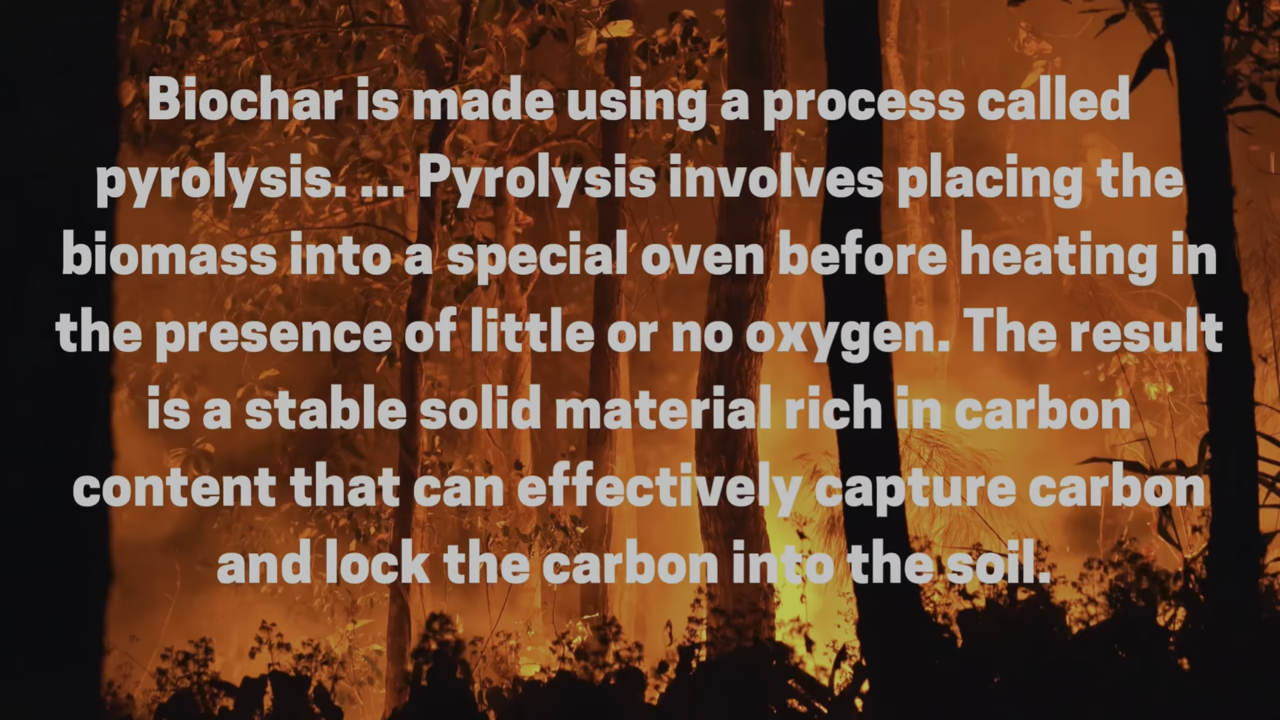 Biochar is made using a process called
pyrolysis. ... Pyrolysis involves placing the
biomass into a special oven before heating in
the presence of little or no oxygen. The result
is a stable solid material rich in carbon
content that can effectively capture carbon
and lock the carbon into the soil.